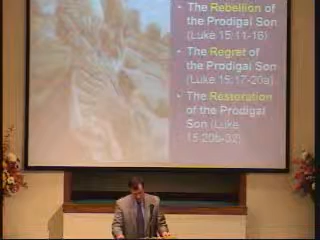 • The Rebellion of
the Prodigal Son
(Luke 15:11-16)
• The Regret of
the Prodigal Son
(Luke 15:17-20a)
• The Restoration
of the Prodigal
Son (Luke
15:20b-32)